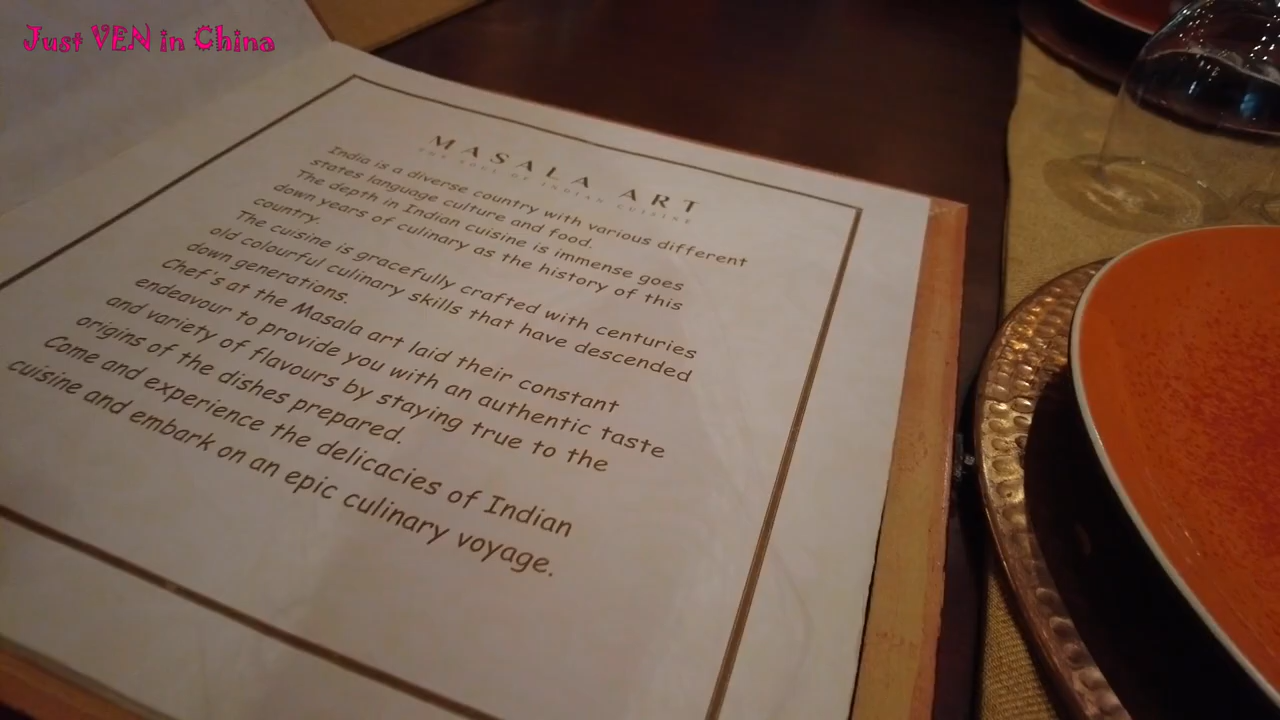 Just VEN in China
MASALA ART
THE SOUL OF INDIAN CUISINE
India is a diverse country with various different
states language culture and food.
The depth in Indian cuisine is immense goes
down years of culinary as the history of this
country.
The cuisine is gracefully crafted with centuries
old colourful culinary skills that have descended
down generations.
Chef's at the Masala art laid their constant
endeavour to provide you with an authentic taste
and variety of flavours by staying true to the
origins of the dishes prepared.
Come and experience the delicacies of Indian
cuisine and embark on an epic culinary voyage.